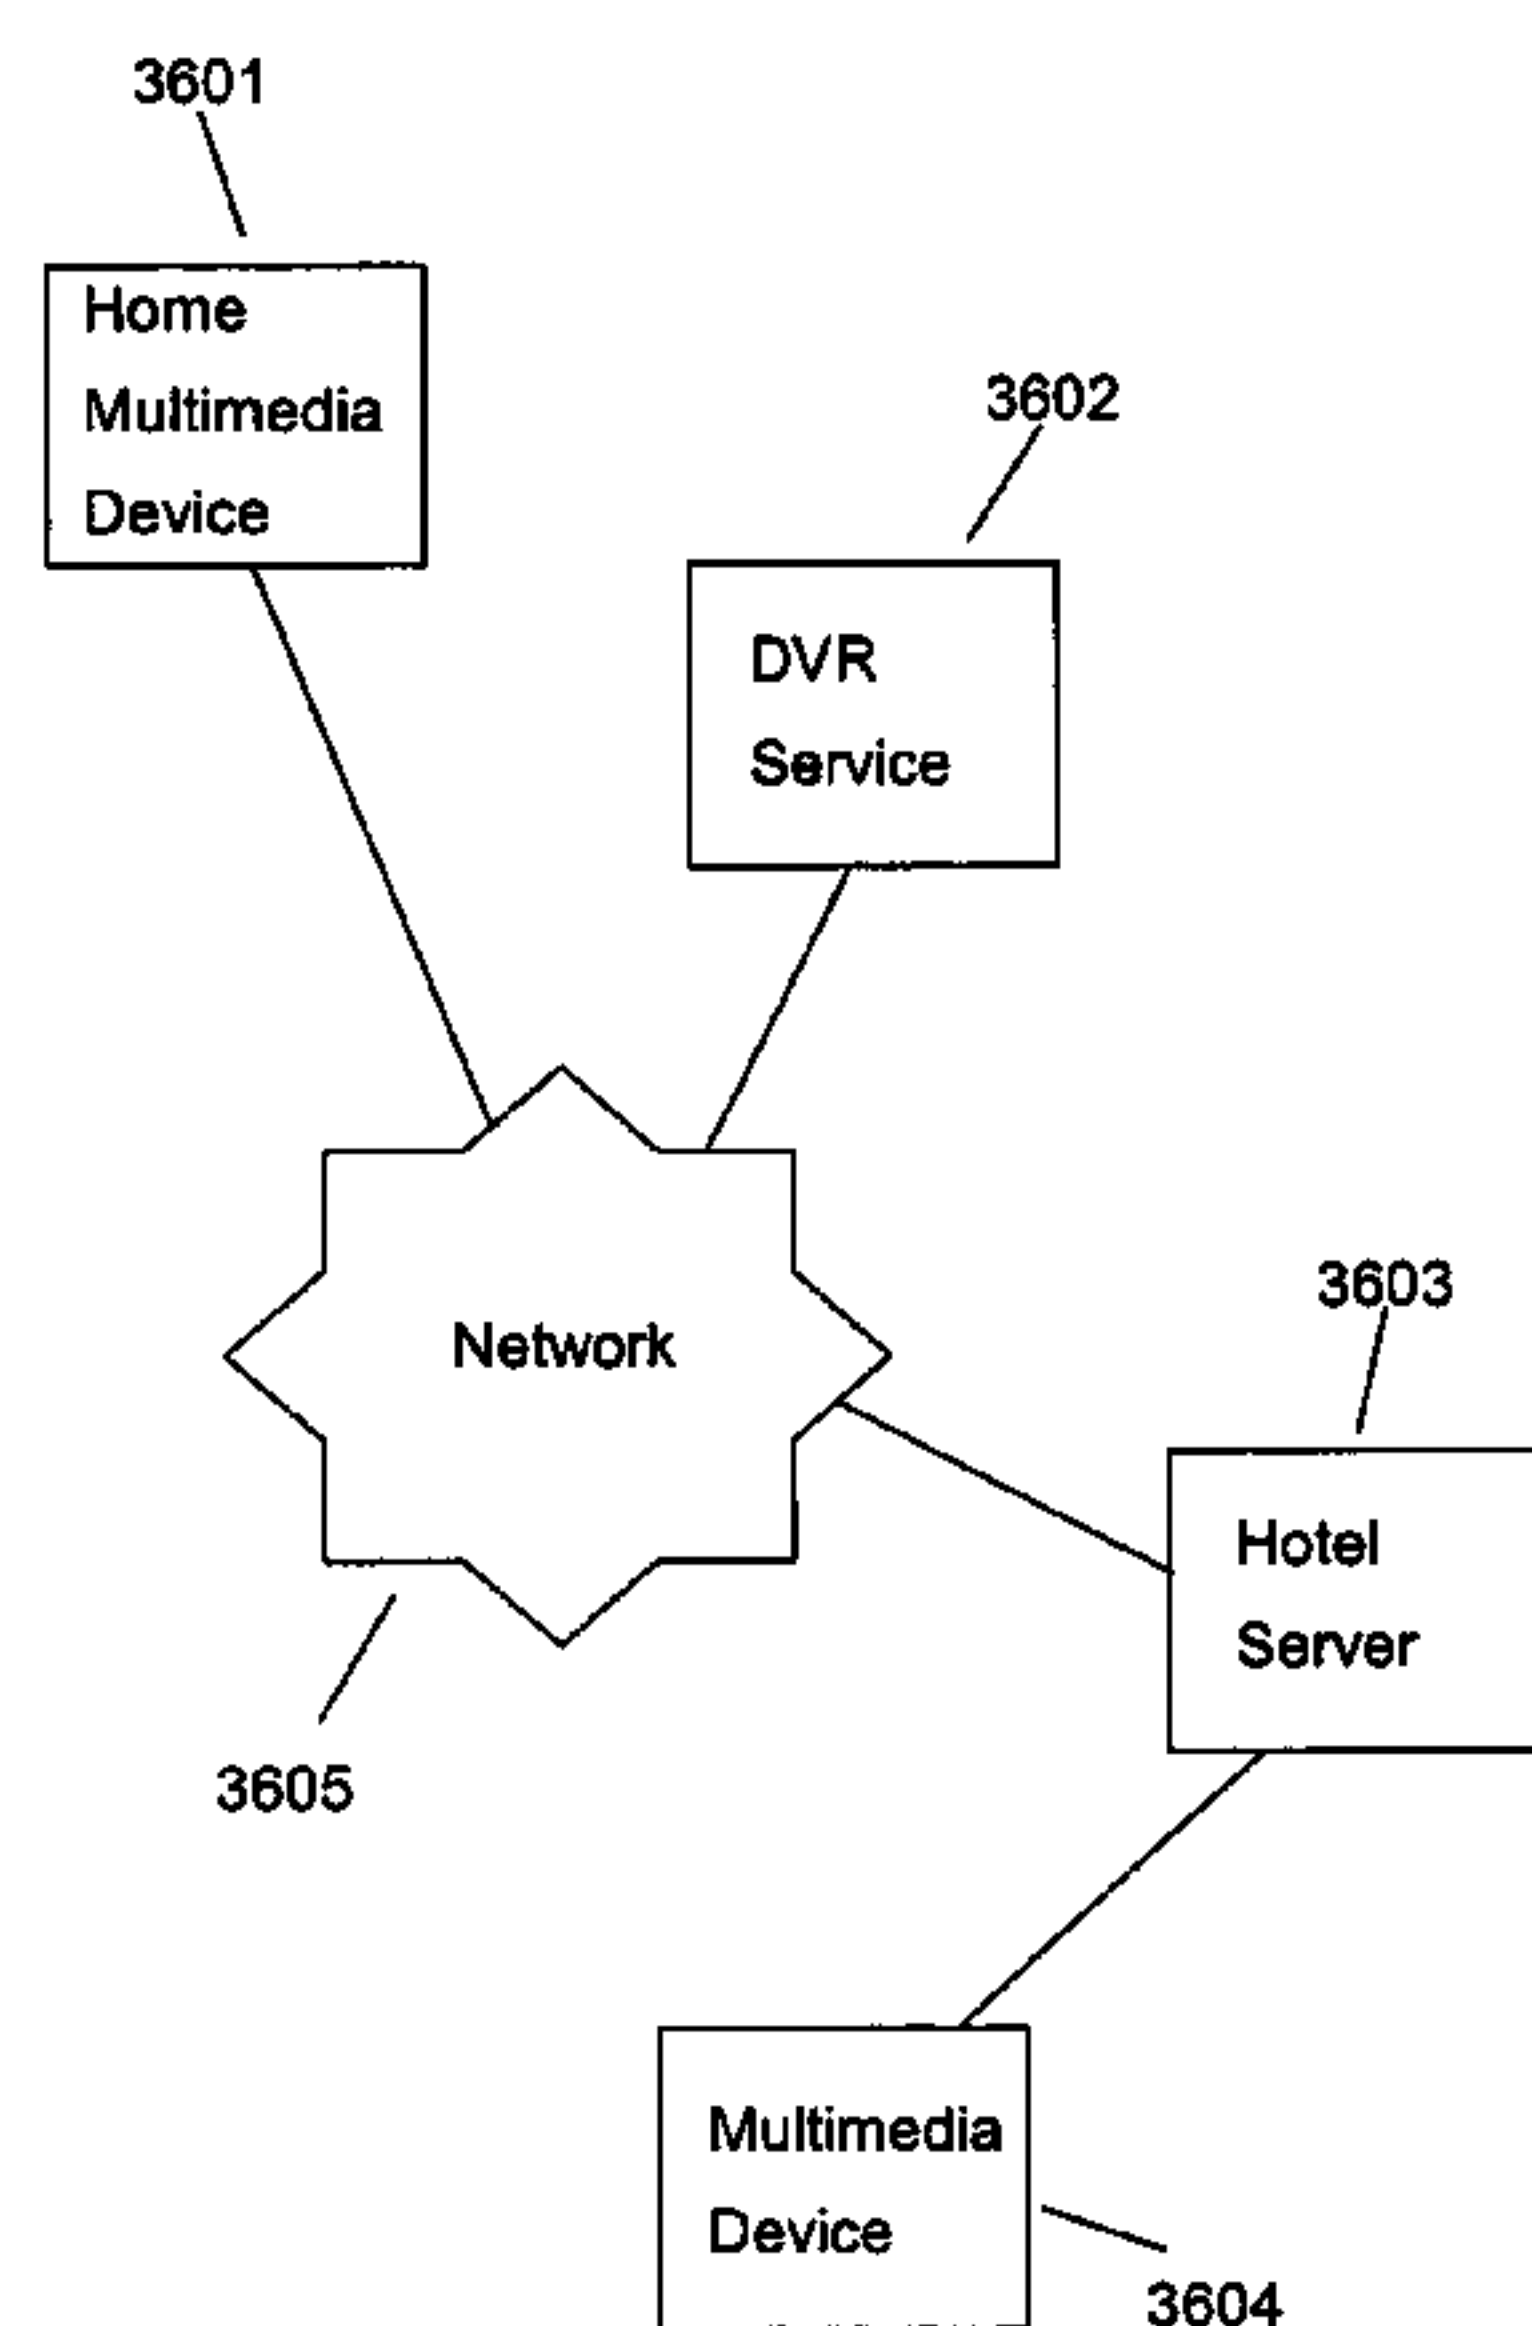 3601
Home
Multimedia
Device
3602
DVR
Service
Network
3603
Hotel
Server
3605
Multimedia
Device
3604